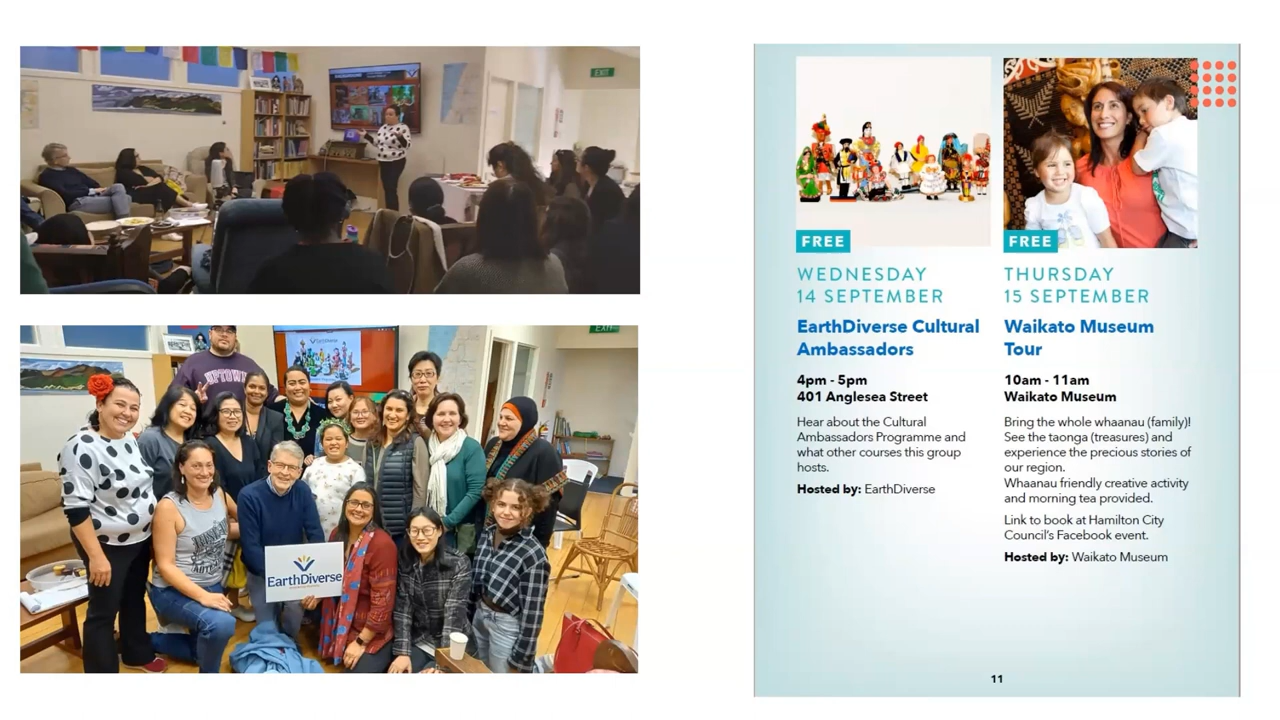 BACKGROUND
EXIT
EXIT
EarthDiverse
UPTOWN
EarthDiverse
FREE
WEDNESDAY
14 SEPTEMBER
EarthDiverse Cultural
Ambassadors
4pm - 5pm
401 Anglesea Street
Hear about the Cultural
Ambassadors Programme and
what other courses this group
hosts.
Hosted by: EarthDiverse
FREE
THURSDAY
15 SEPTEMBER
Waikato Museum
Tour
10am - 11am
Waikato Museum
Bring the whole whaanau (family)!
See the taonga (treasures) and
experience the precious stories of
our region.
Whaanau friendly creative activity
and morning tea provided.
Link to book at Hamilton City
Council's Facebook event.
Hosted by: Waikato Museum
11